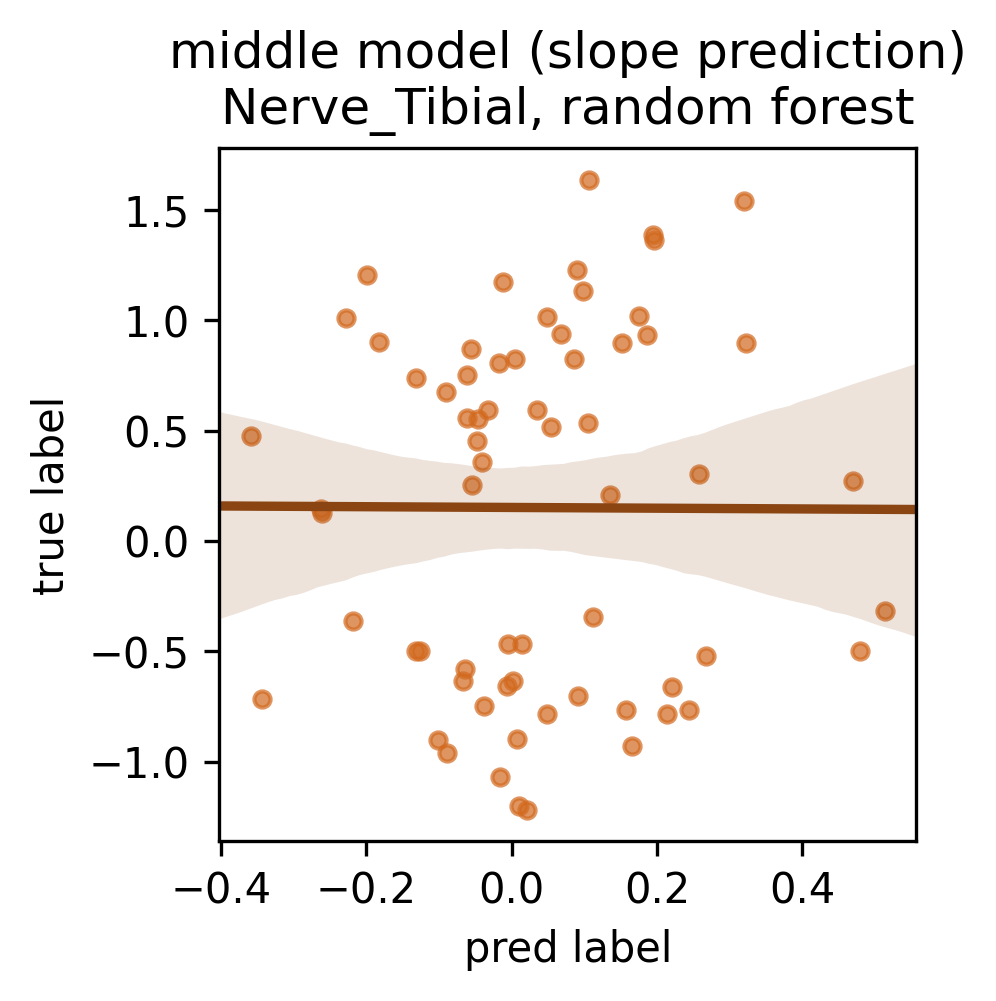 middle model (slope prediction)
Nerve_Tibial, random forest
1.5
1.0
0.5
0.0
−0.5
−1.0
true label
−0.4
−0.2
0.0
0.2
0.4
pred label